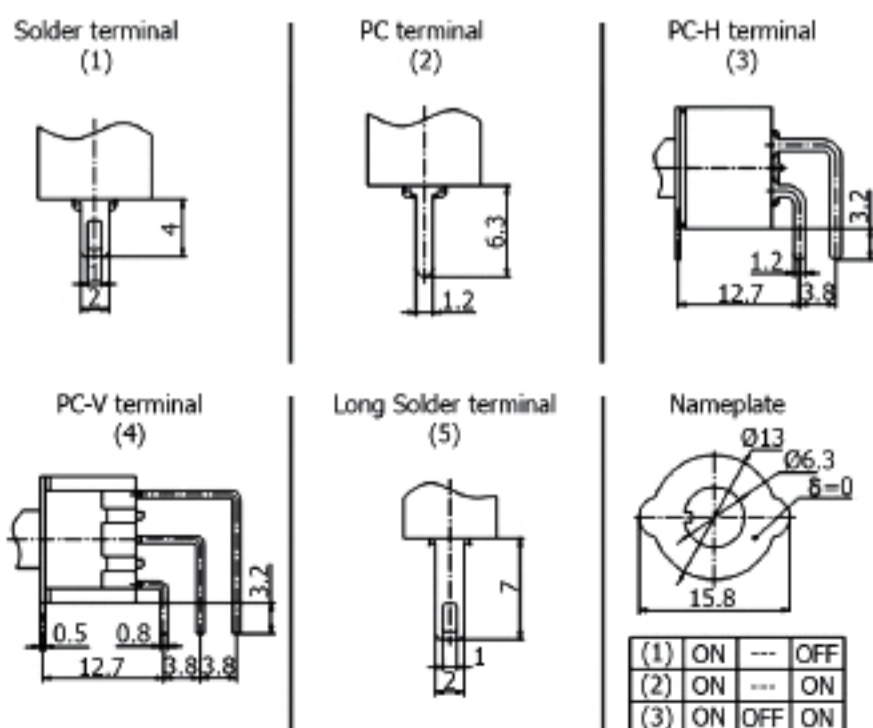 Solder terminal
(1)
4
2
PC terminal
(2)
6.3
1.2
PC-H terminal
(3)
3.2
1.2
12.7
3.8
PC-V terminal
(4)
3.2
0.5
0.8
12.7
3.8
3.8
Long Solder terminal
(5)
7
1
2
Nameplate
Ø13
Ø6.3
δ=0
15.8
(1) ON --- OFF
(2) ON --- ON
(3) ON OFF ON